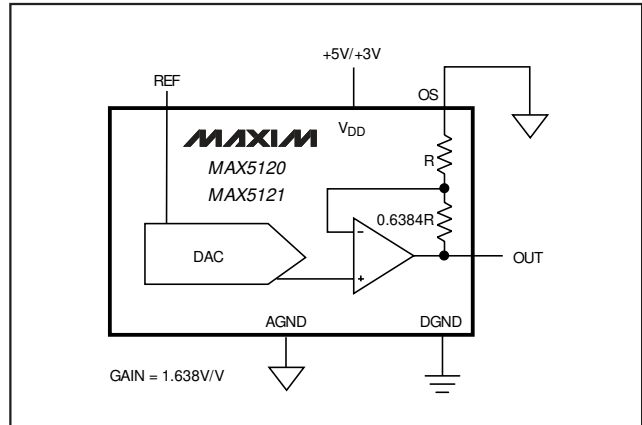 +5V/+3V
REF
OS
VDD
MAXIM
R
MAX5120
MAX5121
0.6384R
-
DAC
OUT
+
AGND
DGND
GAIN = 1.638V/V